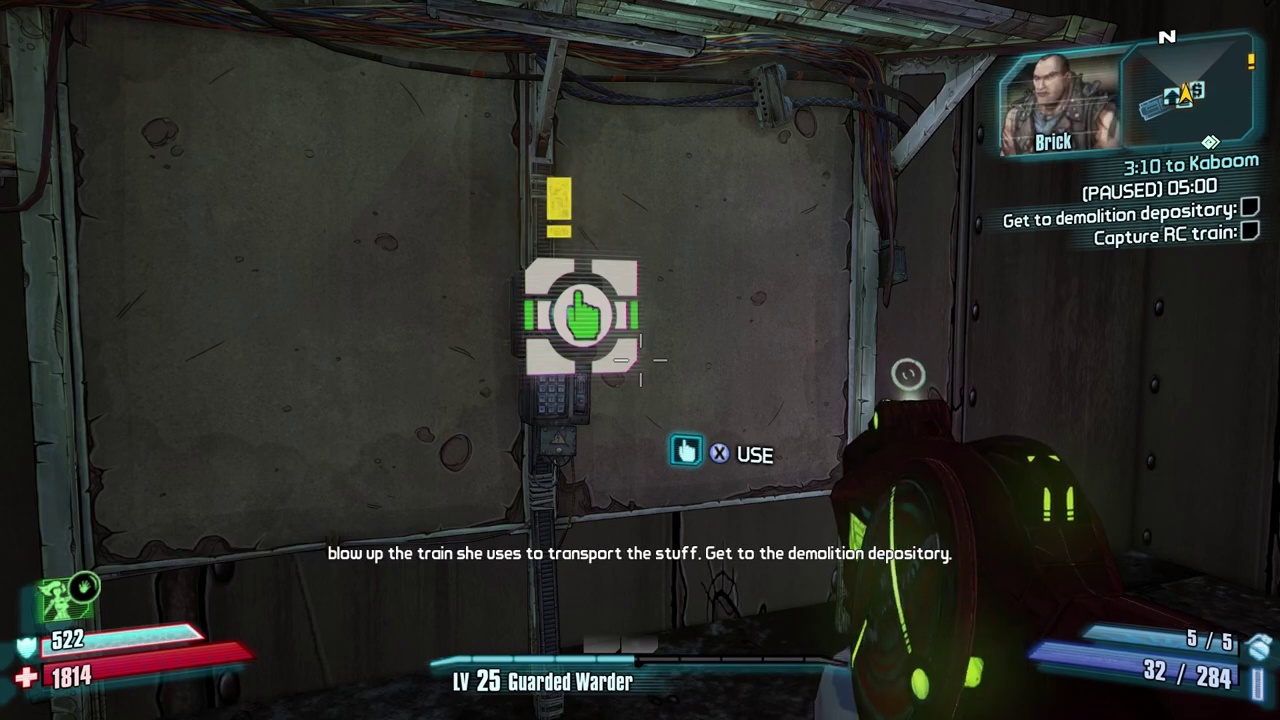 N
Brick
3:10 to Kaboom
(PAUSED) 05:00
Get to demolition depository:
Capture RC train:
X USE
blow up the train she uses to transport the stuff. Get to the demolition depository.
522
1814
LV 25 Guarded Warder
5 / 5
32 / 284